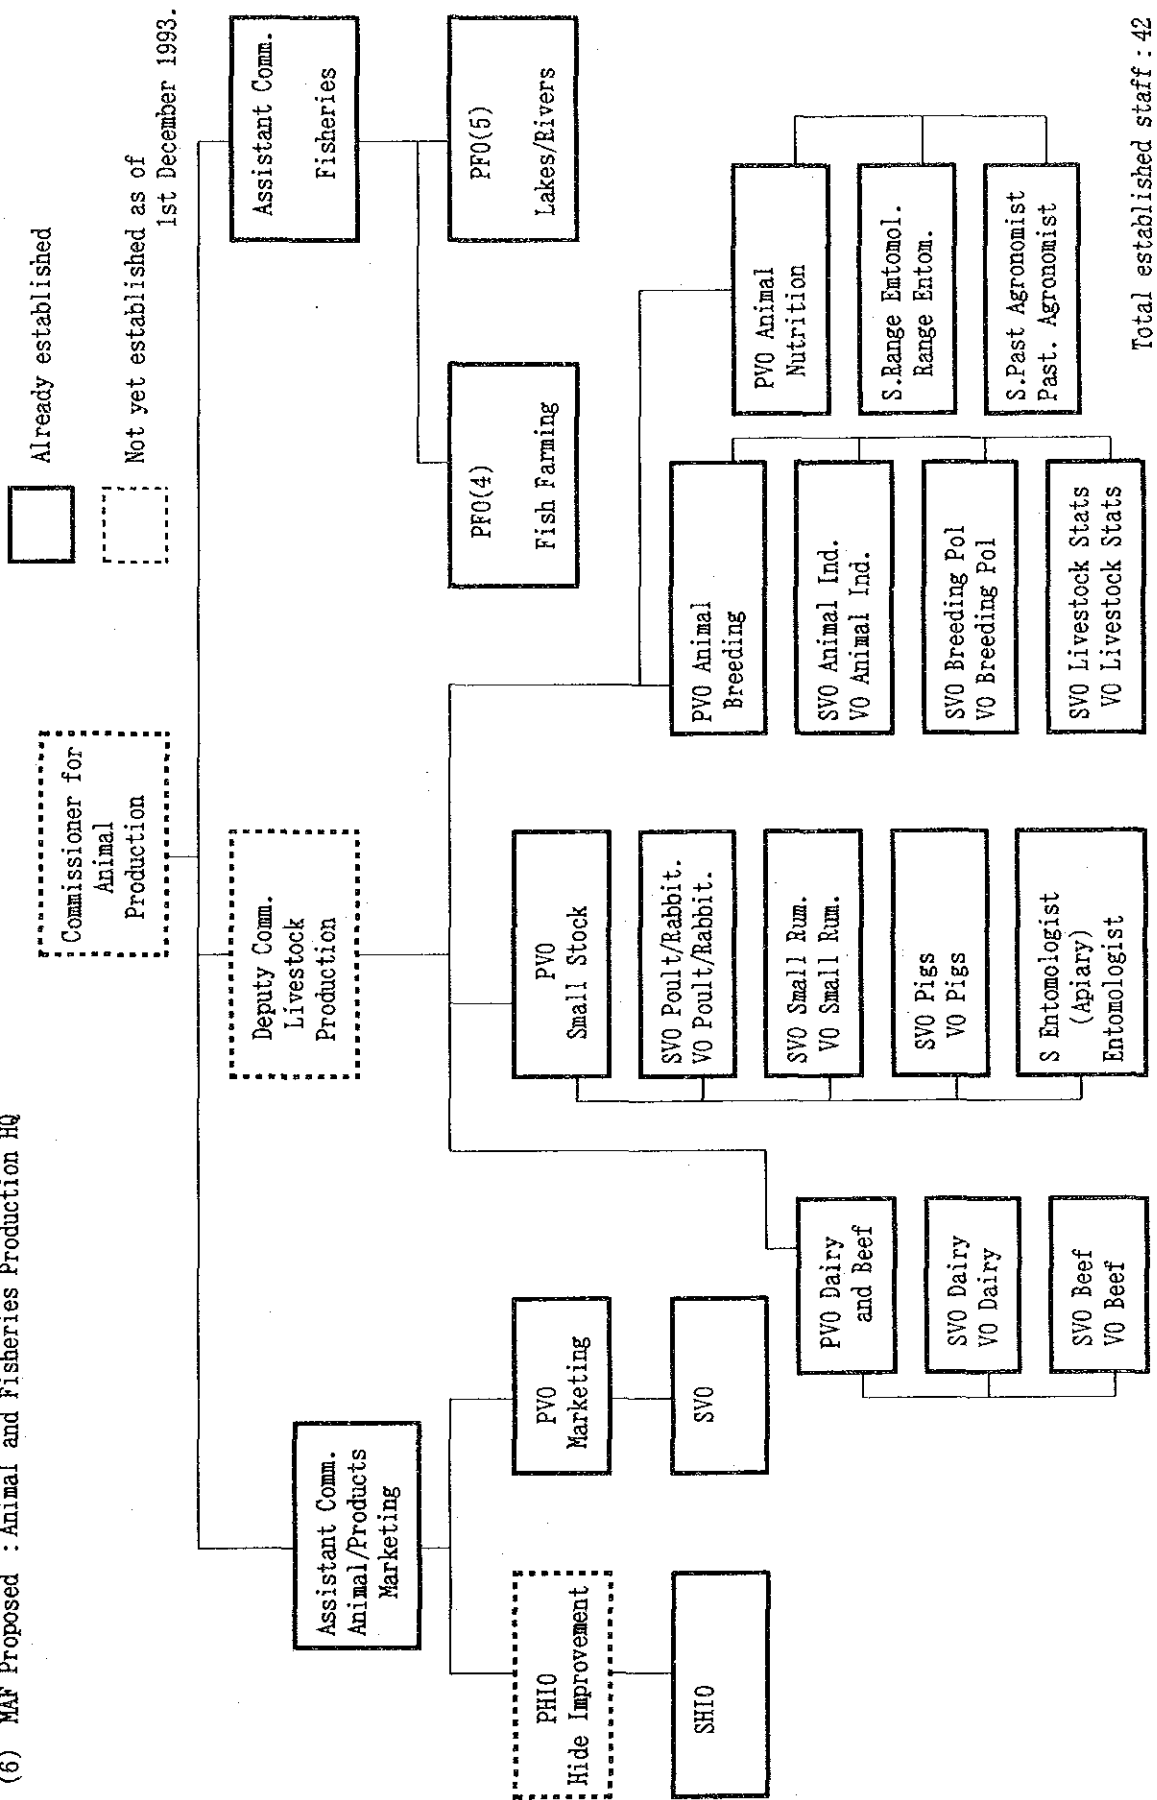 (6) MAF Proposed : Animal and Fisheries Production HQ
Already established
Not yet established as of
1st December 1993.
Commissioner for
Animal
Production
Assistant Comm.
Animal/Products
Marketing
Deputy Comm.
Livestock
Production
Assistant Comm.
Fisheries
PHIO
Hide Improvement
SHIO
PVO
Marketing
SVO
PVO Dairy
and Beef
SVO Dairy
VO Dairy
SVO Beef
VO Beef
PVO
Small Stock
SVO Poult/Rabbit.
VO Poult/Rabbit.
SVO Small Rum.
VO Small Rum.
SVO Pigs
VO Pigs
S Entomologist
(Apiary)
Entomologist
PVO Animal
Breeding
SVO Animal Ind.
VO Animal Ind.
SVO Breeding Pol
VO Breeding Pol
SVO Livestock Stats
VO Livestock Stats
PVO Animal
Nutrition
S.Range Emtomol.
Range Entom.
S.Past Agronomist
Past. Agronomist
PFO(4)
Fish Farming
PFO(5)
Lakes/Rivers
Total established staff : 42